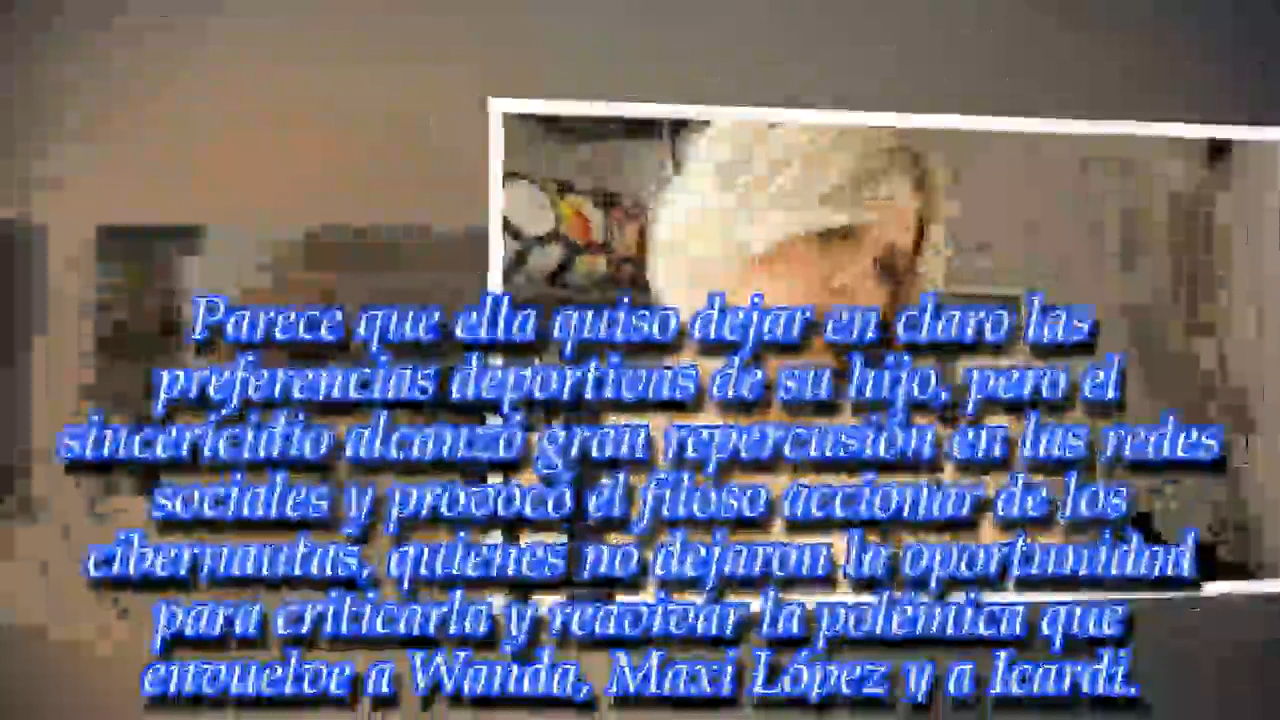 Parece que ella quiso dejar en claro las
preferencias deportivas de su hijo, pero el
sincericidio alcanzó gran repercusión en las redes
sociales y provocó el filoso accionar de los
cibernautas, quienes no dejaron la oportunidad
para criticarla y reavivar la polémica que
envuelve a Wanda, Maxi López y a Icardi.